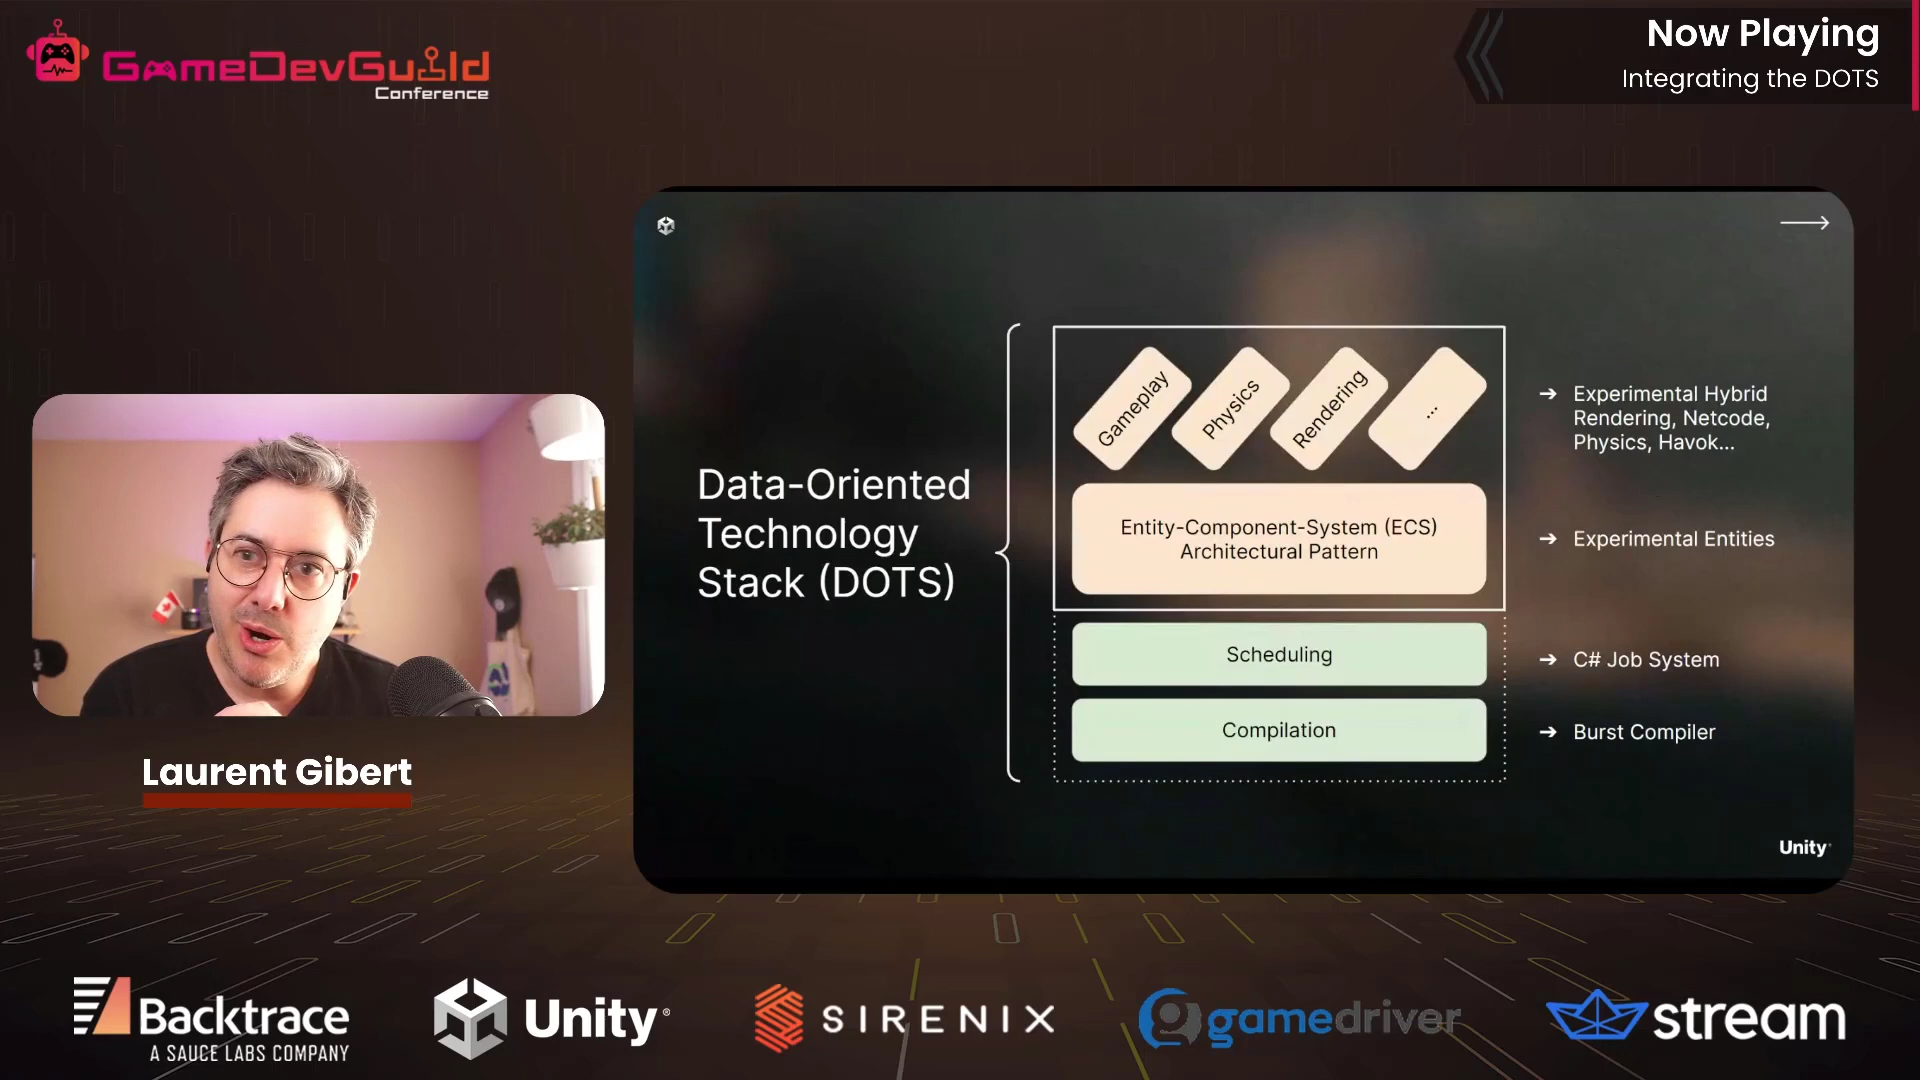 GameDevGuild
Conference
Now Playing
Integrating the DOTS
Data-Oriented
Technology
Stack (DOTS)
Gameplay
Physics
Rendering
...
Entity-Component-System (ECS)
Architectural Pattern
Scheduling
Compilation
→ Experimental Hybrid
Rendering, Netcode,
Physics, Havok...
→ Experimental Entities
→ C# Job System
→ Burst Compiler
Unity
Laurent Gibert
Backtrace
A SAUCE LABS COMPANY
Unity®
SIRENIX
gamedriver
stream